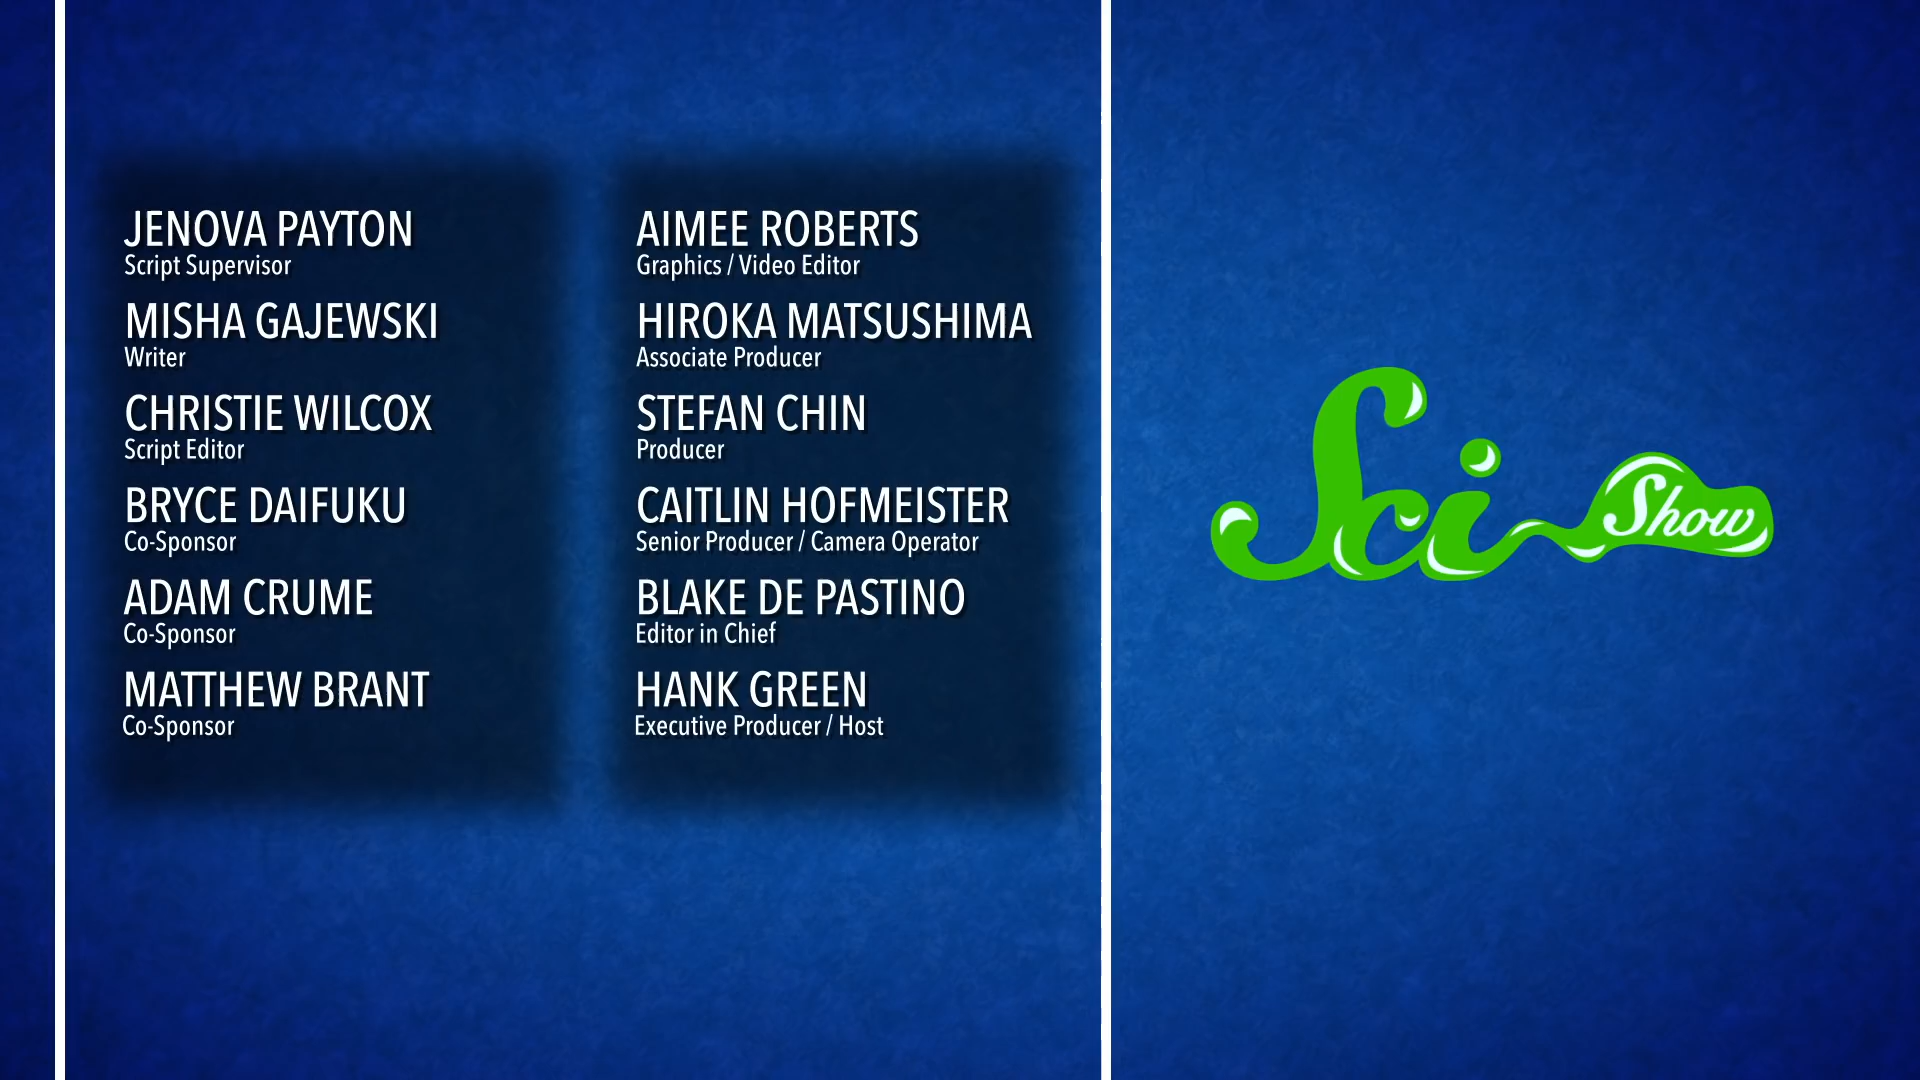 JENOVA PAYTON
Script Supervisor
MISHA GAJEWSKI
Writer
CHRISTIE WILCOX
Script Editor
BRYCE DAIFUKU
Co-Sponsor
ADAM CRUME
Co-Sponsor
MATTHEW BRANT
Co-Sponsor
AIMEE ROBERTS
Graphics / Video Editor
HIROKA MATSUSHIMA
Associate Producer
STEFAN CHIN
Producer
CAITLIN HOFMEISTER
Senior Producer / Camera Operator
BLAKE DE PASTINO
Editor in Chief
HANK GREEN
Executive Producer / Host
Sci Show